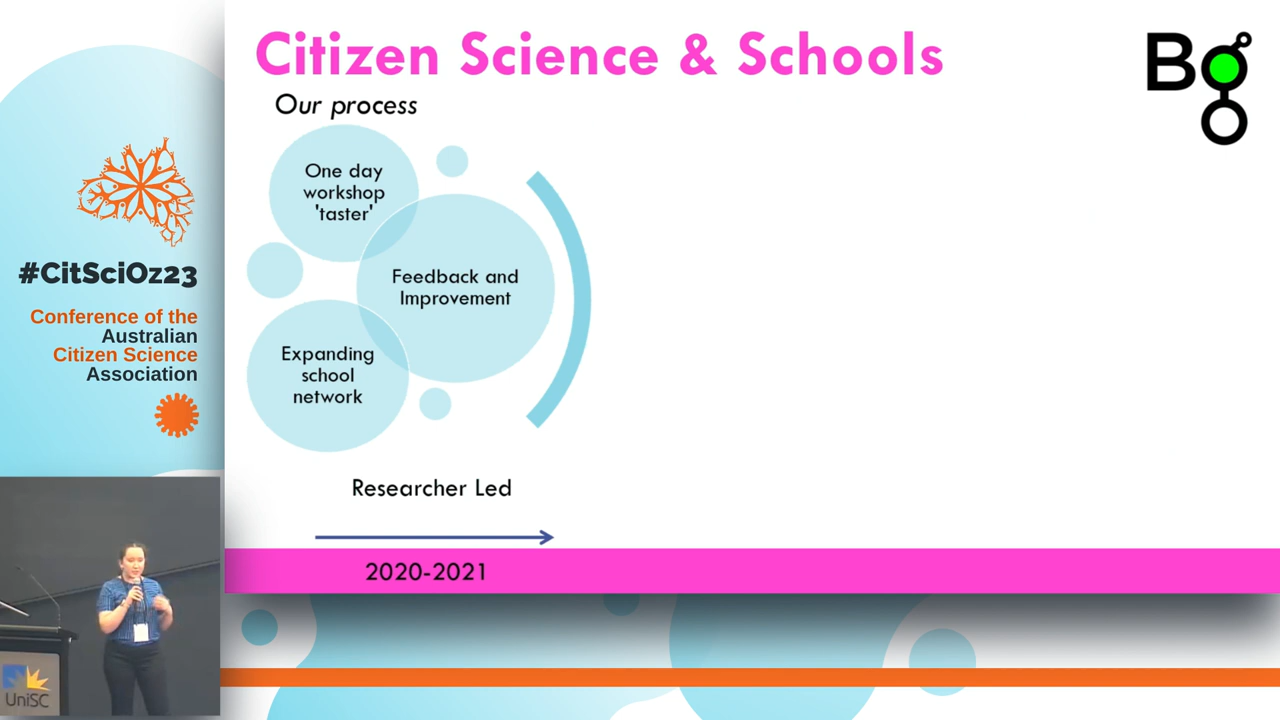 Citizen Science & Schools
Our process
One day
workshop
'taster'
Feedback and
Improvement
Expanding
school
network
Researcher Led
2020-2021
Bg
#CitSciOz23
Conference of the
Australian
Citizen Science
Association
UniSC